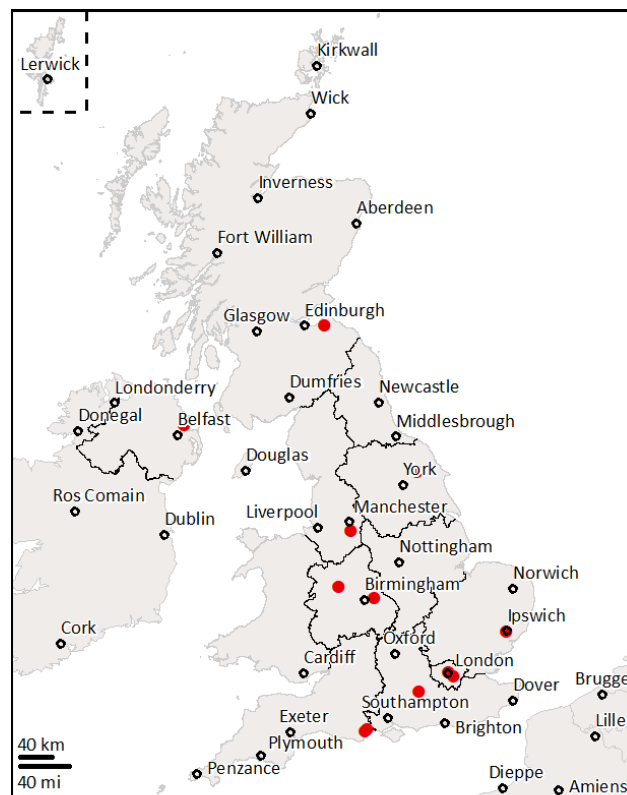 Kirkwall
Lerwick
Wick
Inverness
Aberdeen
Fort William
Glasgow
Edinburgh
Londonderry
Dumfries
Newcastle
Donegal
Belfast
Middlesbrough
Douglas
York
Ros Comain
Liverpool
Manchester
Dublin
Nottingham
Birmingham
Norwich
Ipswich
Cork
Oxford
Cardiff
London
Southampton
Dover
Brugge
Exeter
Brighton
Lille
40 km
Plymouth
Penzance
40 mi
Dieppe
Amiens